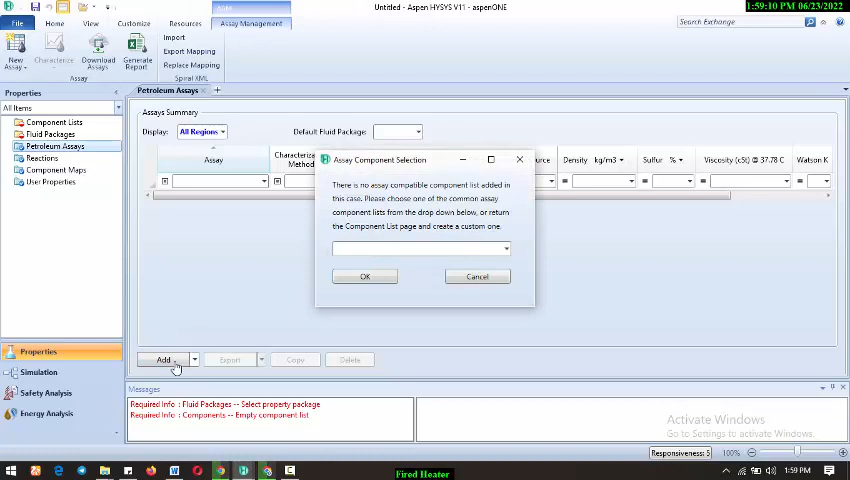 1:59:10 PM 06/23/2022
Untitled - Aspen HYSYS V11 - aspenONE
File
Home
View
Customize
Resources
Assay Management
Search Exchange
New
Assay
Characterize
Download
Assays
Generate
Report
Assay
Import
Export Mapping
Replace Mapping
Spiral XML
Properties
All Items
Component Lists
Fluid Packages
Petroleum Assays
Reactions
Component Maps
User Properties
Properties
Simulation
Safety Analysis
Energy Analysis
Petroleum Assays
Assays Summary
Display:
All Regions
Default Fluid Package:
Assay
Density kg/m3
Sulfur %
Viscosity (cSt) @ 37.78 C
Watson K
Assay Component Selection
There is no assay compatible component list added in
this case. Please choose one of the common assay
component lists from the drop down below, or return
the Component List page and create a custom one.
OK
Cancel
Add
Export
Copy
Delete
Messages
Required Info : Fluid Packages -- Select property package
Required Info : Components -- Empty component list
Activate Windows
Go to Settings to activate Windows.
Responsiveness: 5
100%
Fired Heater
1:59 PM